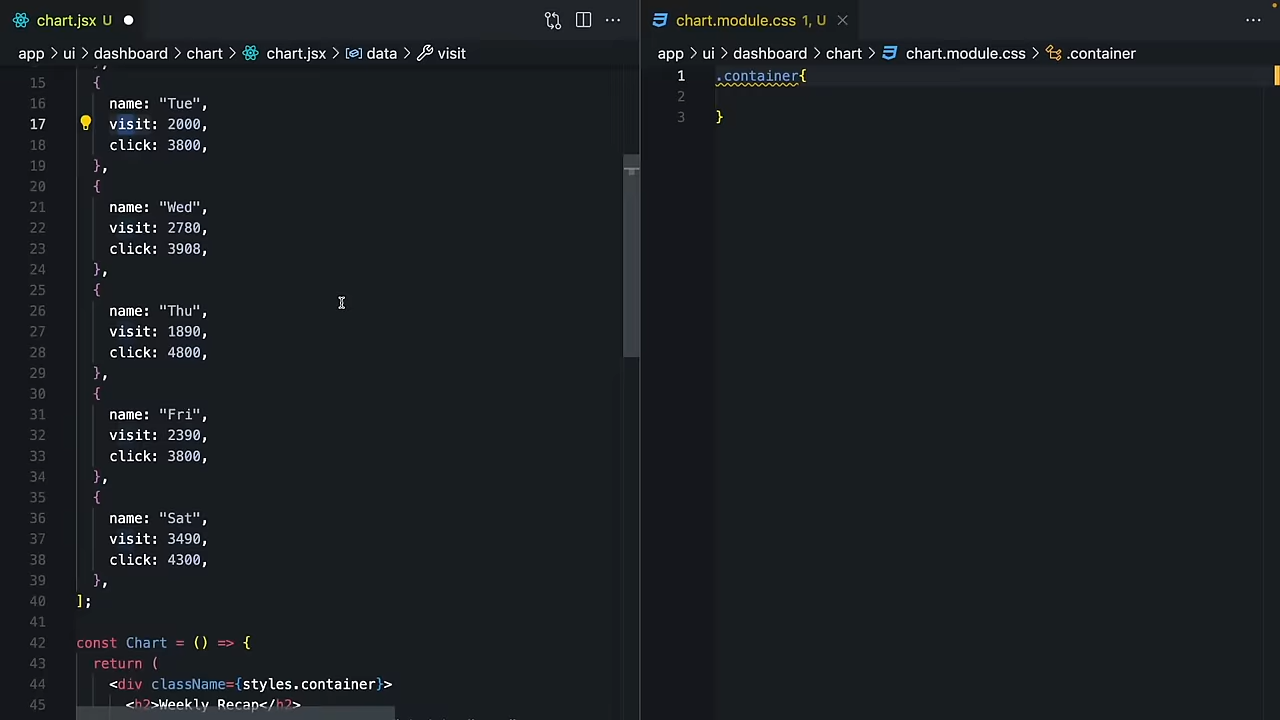 chart.jsx U
chart.module.css 1, U
app ui dashboard chart chart.jsx data visit
app ui dashboard chart chart.module.css .container
15 {
16 name: "Tue",
17 visit: 2000,
18 click: 3800,
19 },
20 {
21 name: "Wed",
22 visit: 2780,
23 click: 3908,
24 },
25 {
26 name: "Thu",
27 visit: 1890,
28 click: 4800,
29 },
30 {
31 name: "Fri",
32 visit: 2390,
33 click: 3800,
34 },
35 {
36 name: "Sat",
37 visit: 3490,
38 click: 4300,
39 },
40 ];
41
42 const Chart = () => {
43 return (
44 <div className={styles.container}>
45 <h2>Weekly Recap</h2>
1 .container{
2
3 }